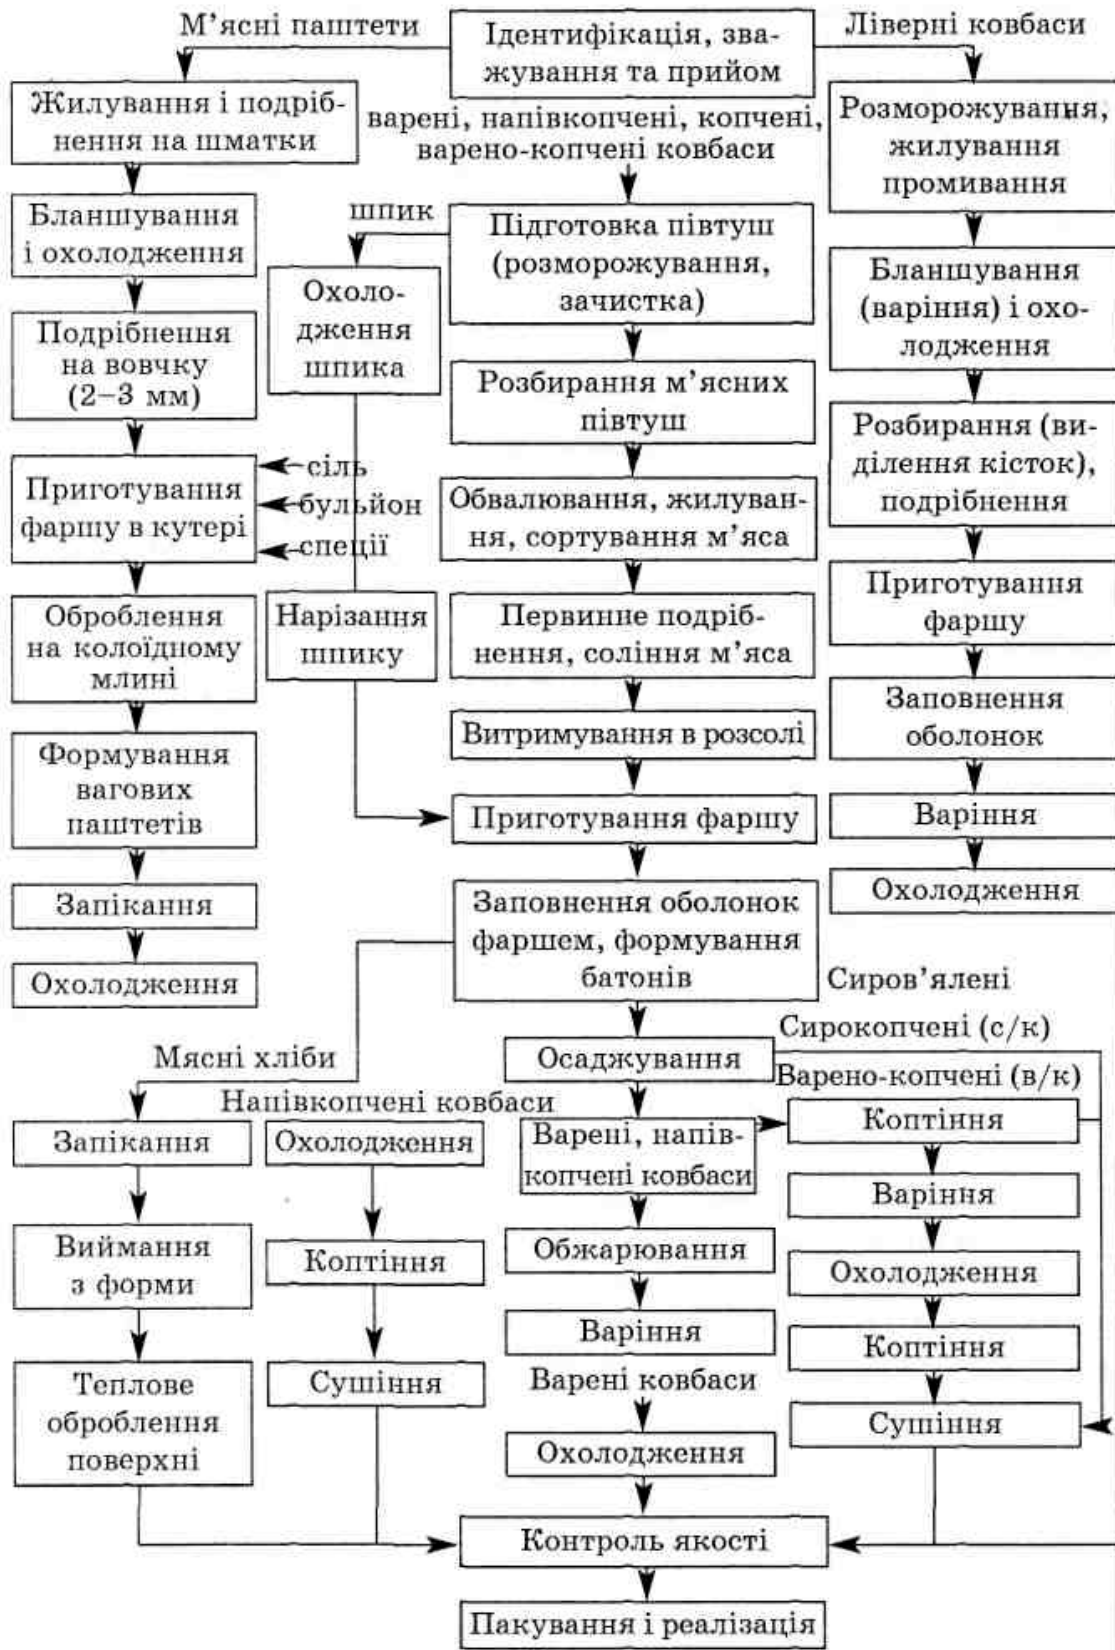 М'ясні паштети
Ідентифікація, зва-
жування та прийом
Ліверні ковбаси
Жилування і подріб-
нення на шматки
варені, напівкопчені, копчені,
варено-копчені ковбаси
Розморожування,
жилування
промивання
Бланшування
і охолодження
шпик
Підготовка півтуш
(розморожування,
зачистка)
Охоло-
дження
шпика
Бланшування
(варіння) і охо-
лодження
Подрібнення
на вовчку
(2–3 мм)
Розбирання м'ясних
півтуш
Розбирання (ви-
ділення кісток),
подрібнення
Приготування
фаршу в кутері
сіль
бульйон
спеції
Обвалювання, жилуван-
ня, сортування м'яса
Приготування
фаршу
Оброблення
на колоїдному
млині
Нарізання
шпику
Первинне подріб-
нення, соління м'яса
Заповнення
оболонок
Витримування в розсолі
Формування
вагових
паштетів
Приготування фаршу
Варіння
Запікання
Заповнення оболонок
фаршем, формування
батонів
Охолодження
Охолодження
Сиров'ялені
Сирокопчені (с/к)
Мясні хліби
Осаджування
Варено-копчені (в/к)
Напівкопчені ковбаси
Запікання
Охолодження
Варені, напів-
копчені ковбаси
Коптіння
Варіння
Виймання
з форми
Коптіння
Обжарювання
Охолодження
Варіння
Коптіння
Теплове
оброблення
поверхні
Сушіння
Варені ковбаси
Сушіння
Охолодження
Контроль якості
Пакування і реалізація